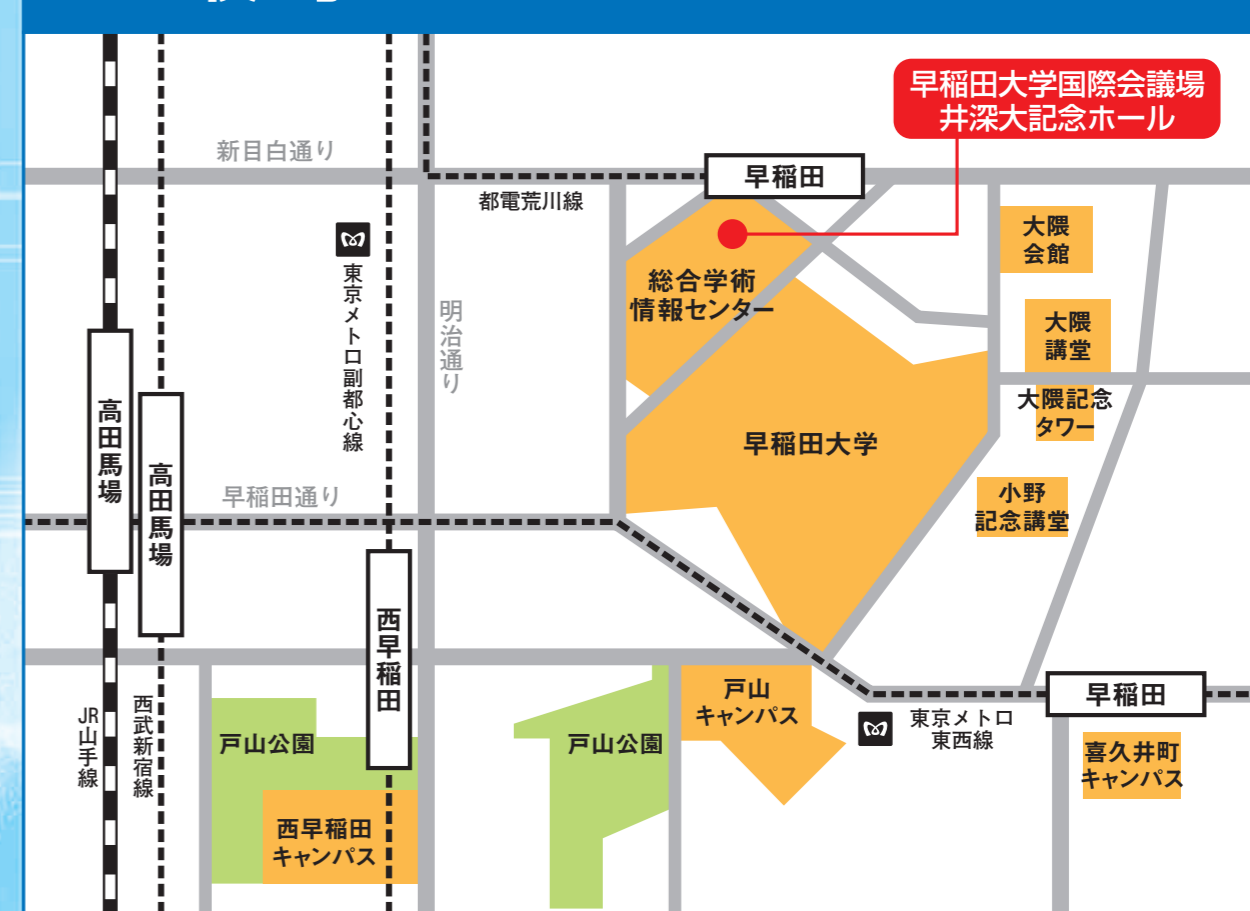 早稲田大学国際会議場
井深大記念ホール
新目白通り
早稲田
都電荒川線
大隈
会館
東京メトロ副都心線
総合学術
情報センター
明治通り
大隈
講堂
高田馬場
高田馬場
大隈記念
タワー
早稲田大学
早稲田通り
小野
記念講堂
西早稲田
戸山
キャンパス
早稲田
JR山手線
西武新宿線
東京メトロ
東西線
戸山公園
戸山公園
喜久井町
キャンパス
西早稲田
キャンパス